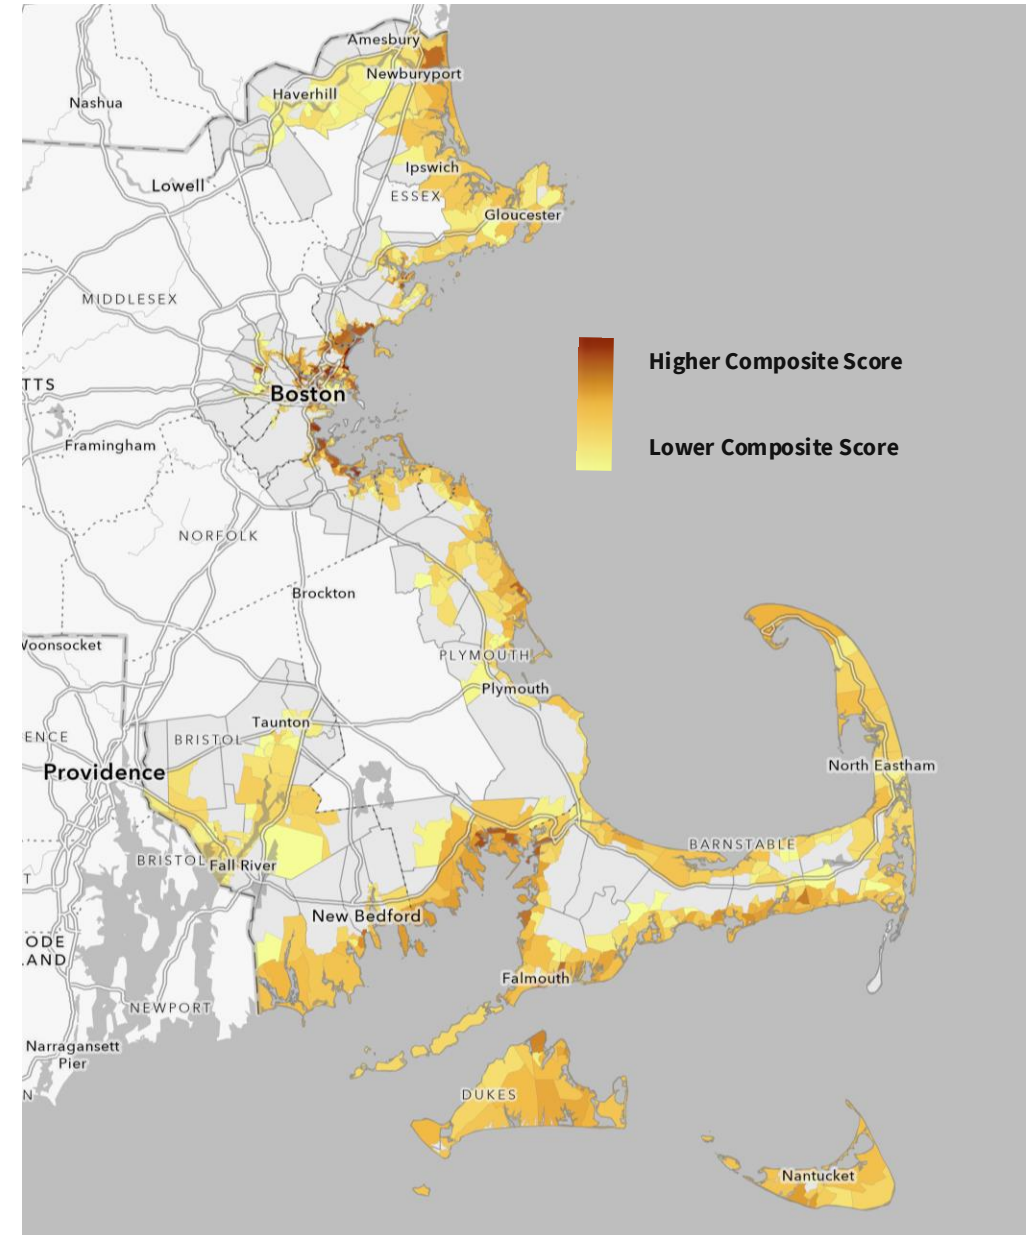 Amesbury
Newburyport
Haverhill
Nashua
Ipswich
Lowell
ESSEX
Gloucester
MIDDLESEX
Higher Composite Score
TTS
Boston
Framingham
Lower Composite Score
NORFOLK
Brockton
Woonsocket
PLYMOUTH
Plymouth
Taunton
ENCE
BRISTOL
Providence
North Eastham
BARNSTABLE
BRISTOL
Fall River
T
New Bedford
ODE
LAND
Falmouth
NEWPORT
Narragansett
Pier
N
DUKES
Nantucket